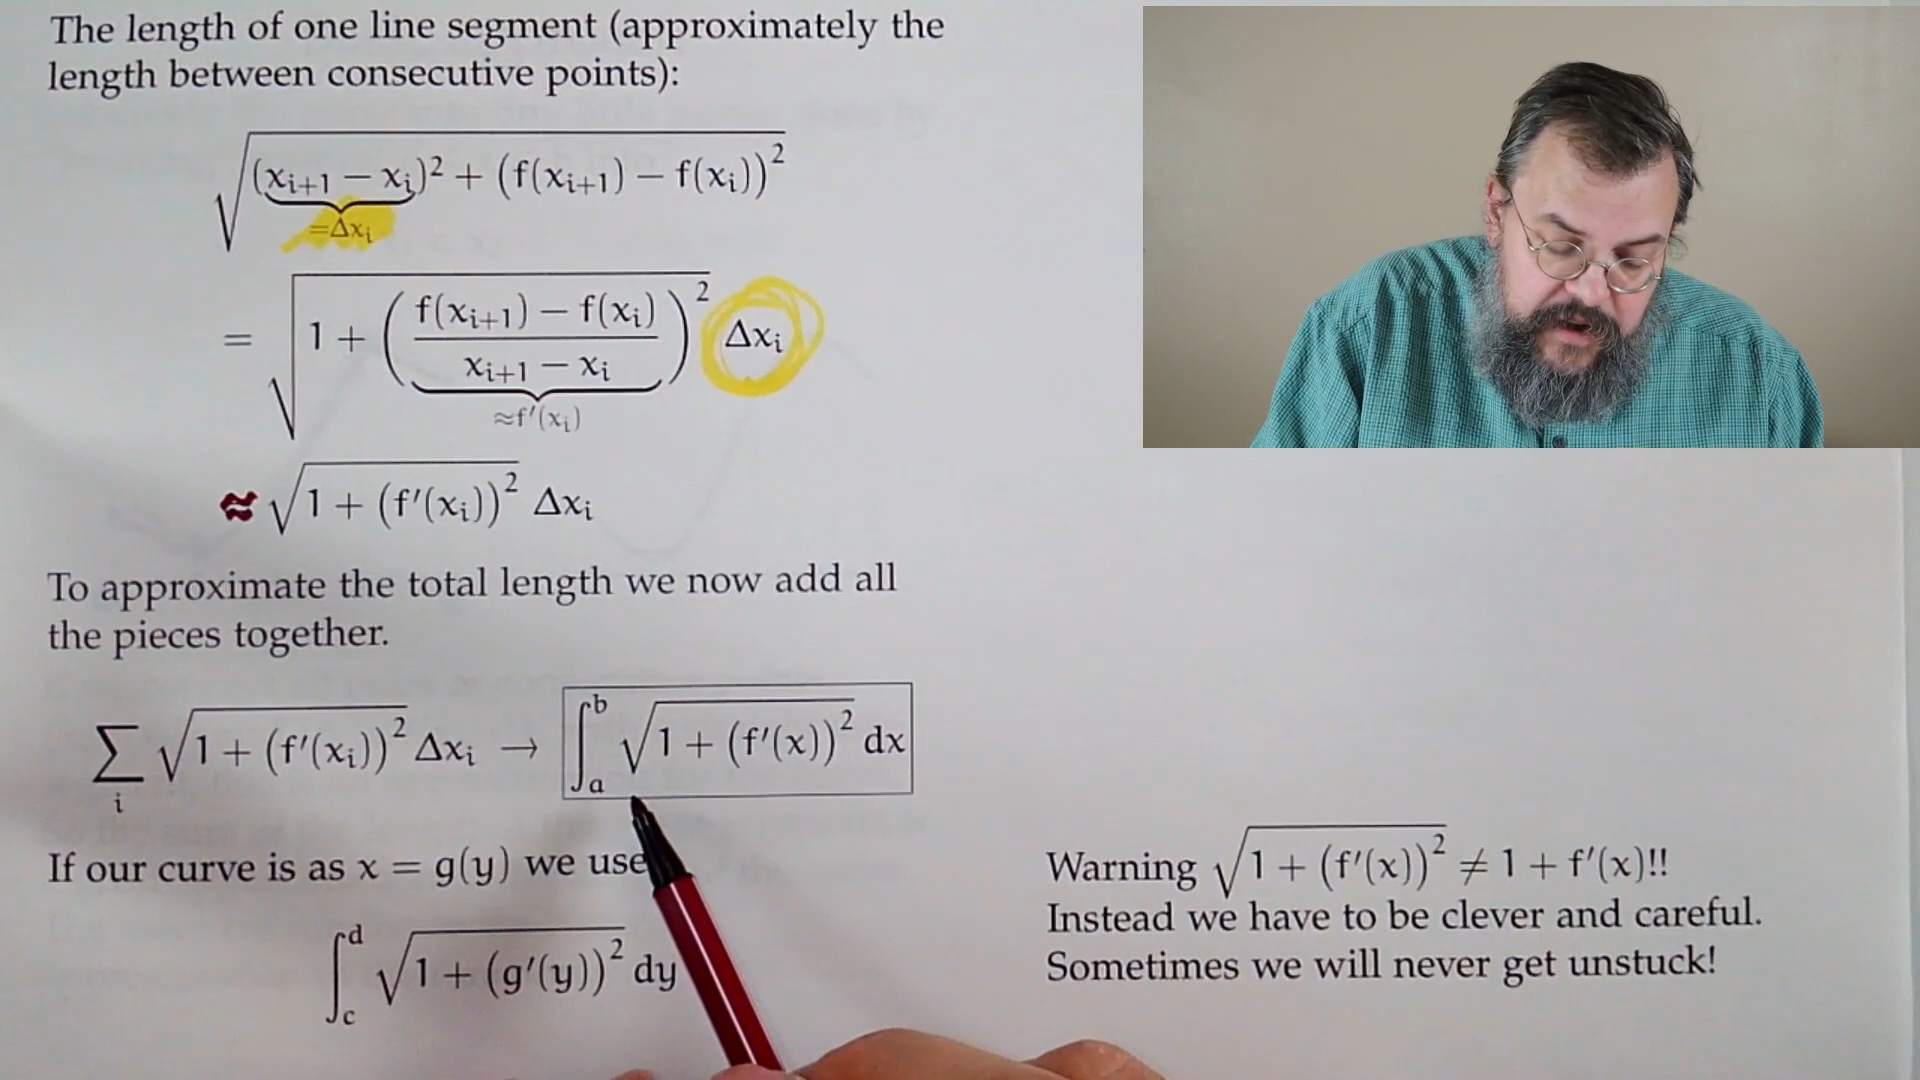 The length of one line segment (approximately the
length between consecutive points):
√((xᵢ₊₁ − xᵢ)² + (f(xᵢ₊₁) − f(xᵢ))²)
=Δxᵢ
= √(1 + ((f(xᵢ₊₁) − f(xᵢ))/(xᵢ₊₁ − xᵢ))²) Δxᵢ
≈f′(xᵢ)
≈ √(1 + (f′(xᵢ))²) Δxᵢ
To approximate the total length we now add all
the pieces together.
∑ᵢ √(1 + (f′(xᵢ))²) Δxᵢ → ∫ₐᵇ √(1 + (f′(x))²) dx
If our curve is as x = g(y) we use
∫_c^d √(1 + (g′(y))²) dy
Warning √(1 + (f′(x))²) ≠ 1 + f′(x)!!
Instead we have to be clever and careful.
Sometimes we will never get unstuck!